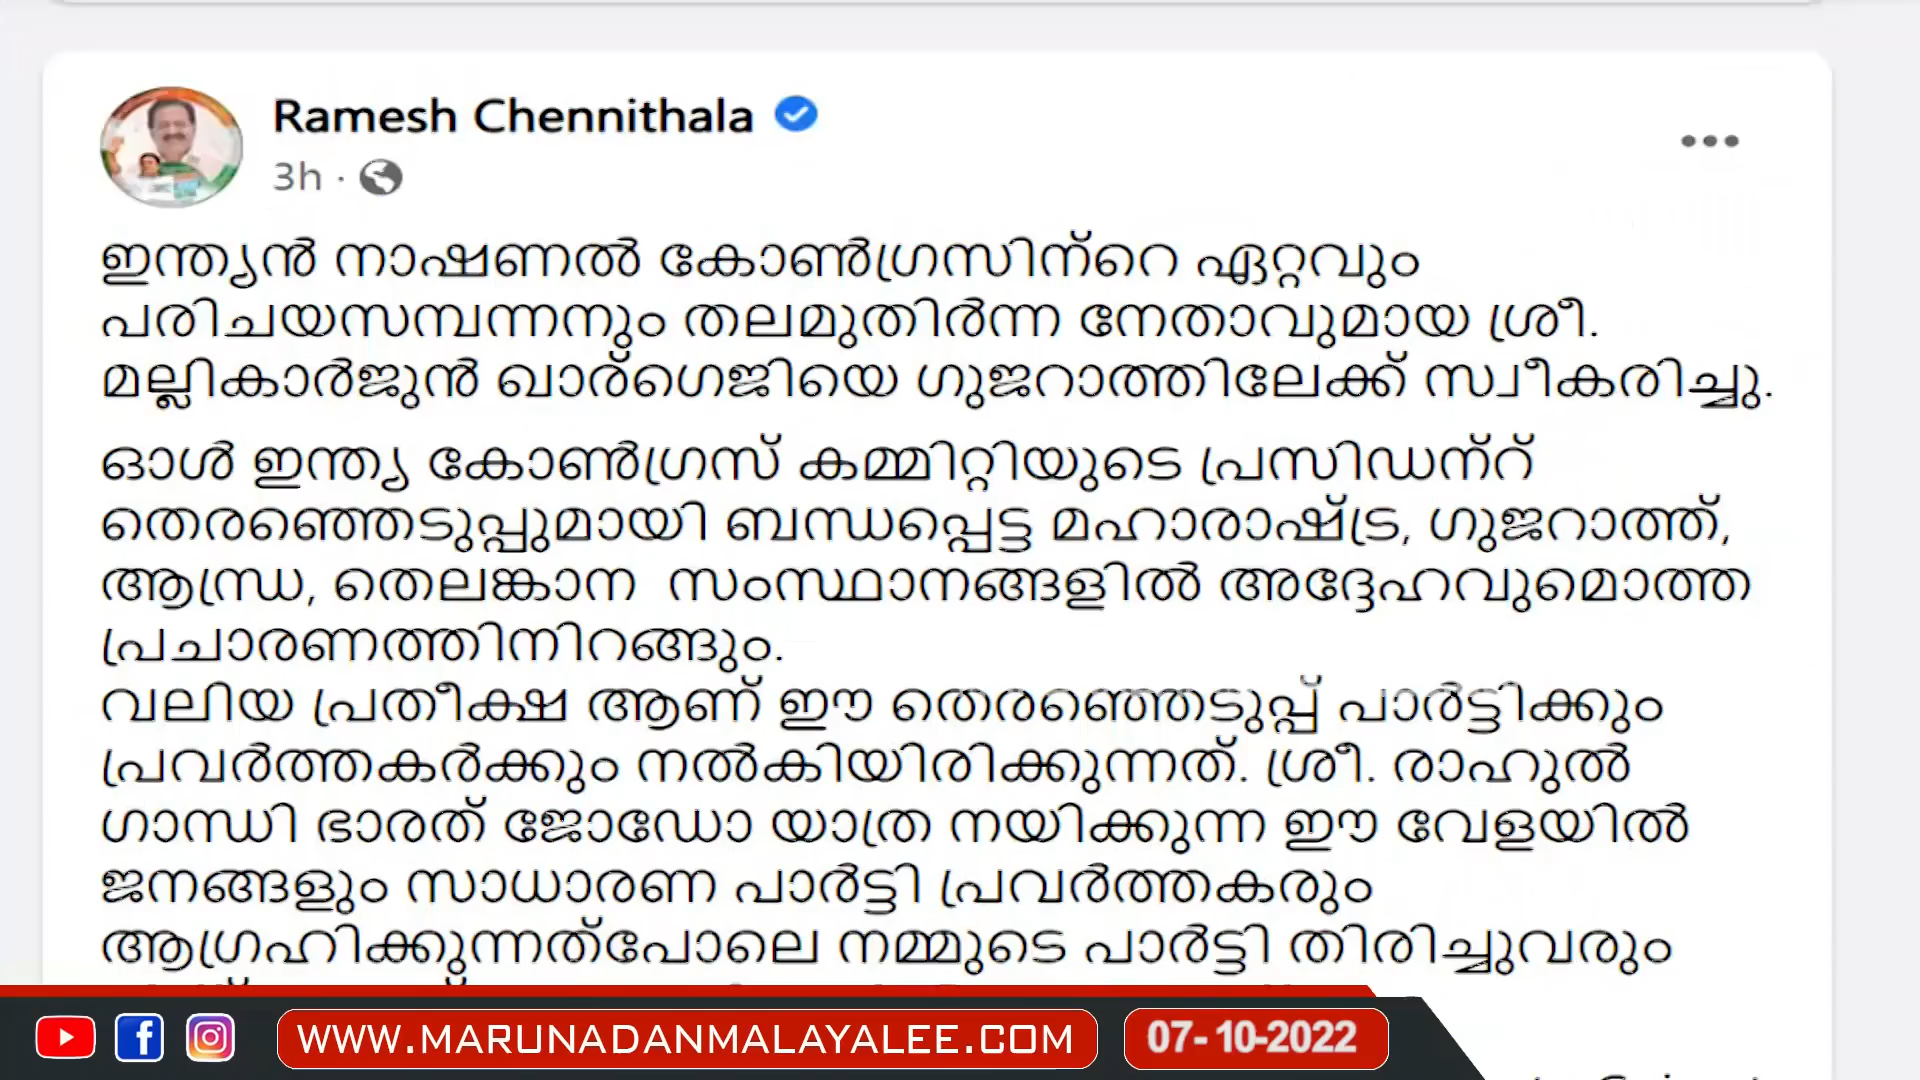 Ramesh Chennithala
3h ·
ഇന്ത്യൻ നാഷണൽ കോൺഗ്രസിന്റെ ഏറ്റവും
പരിചയസമ്പന്നനും തലമുതിർന്ന നേതാവുമായ ശ്രീ.
മല്ലികാർജുൻ ഖാര്ഗെജിയെ ഗുജറാത്തിലേക്ക് സ്വീകരിച്ചു.
ഓൾ ഇന്ത്യ കോൺഗ്രസ് കമ്മിറ്റിയുടെ പ്രസിഡന്റ്
തെരഞ്ഞെടുപ്പുമായി ബന്ധപ്പെട്ട മഹാരാഷ്ട്ര, ഗുജറാത്ത്,
ആന്ധ്ര, തെലങ്കാന സംസ്ഥാനങ്ങളിൽ അദ്ദേഹവുമൊത്ത
പ്രചാരണത്തിനിറങ്ങും.
വലിയ പ്രതീക്ഷ ആണ് ഈ തെരഞ്ഞെടുപ്പ് പാർട്ടിക്കും
പ്രവർത്തകർക്കും നൽകിയിരിക്കുന്നത്. ശ്രീ. രാഹുൽ
ഗാന്ധി ഭാരത് ജോഡോ യാത്ര നയിക്കുന്ന ഈ വേളയിൽ
ജനങ്ങളും സാധാരണ പാർട്ടി പ്രവർത്തകരും
ആഗ്രഹിക്കുന്നത്പോലെ നമ്മുടെ പാർട്ടി തിരിച്ചുവരും
WWW.MARUNADANMALAYALEE.COM
07-10-2022